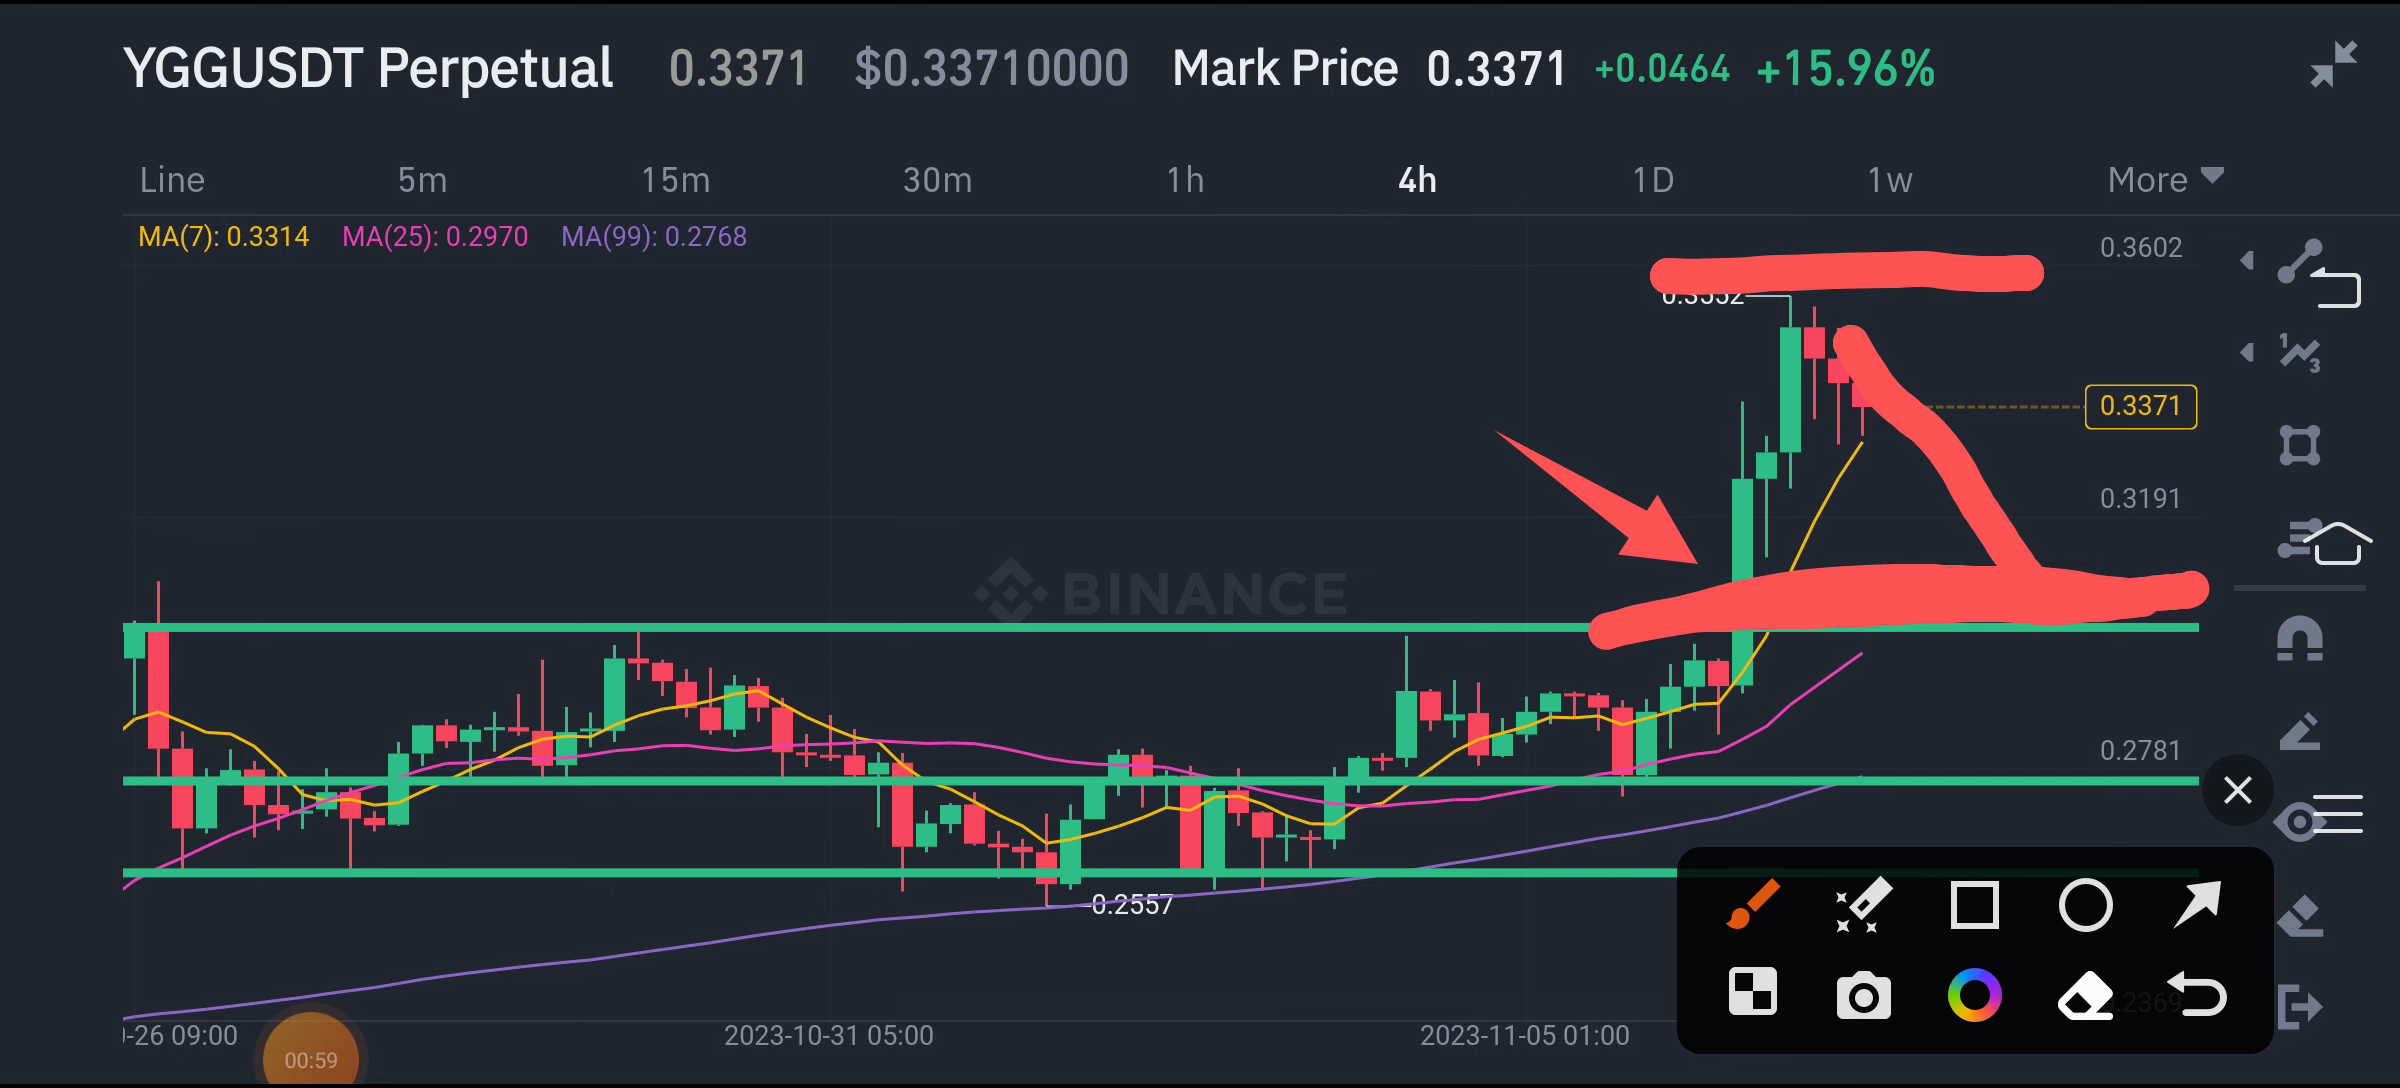 YGGUSDT Perpetual 0.3371 $0.33710000 Mark Price 0.3371 +0.0464 +15.96%
Line 5m 15m 30m 1h 4h 1D 1w More
MA(7): 0.3314 MA(25): 0.2970 MA(99): 0.2768
0.3602
0.3552
0.3371
0.3191
BINANCE
0.2781
0.2557
.2369
-26 09:00 2023-10-31 05:00 2023-11-05 01:00
00:59